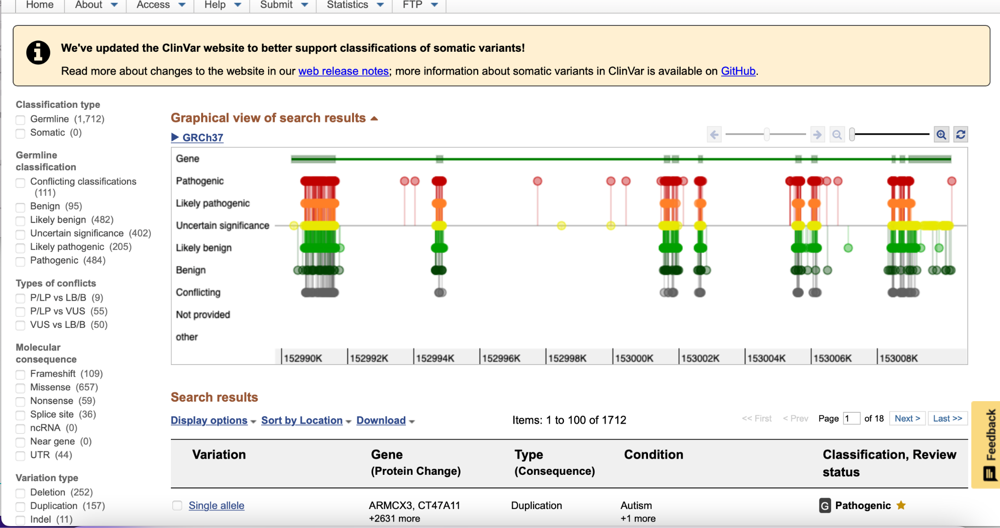 Home About Access Help Submit Statistics FTP
We've updated the ClinVar website to better support classifications of somatic variants!
Read more about changes to the website in our web release notes; more information about somatic variants in ClinVar is available on GitHub.
Classification type
Germline (1,712)
Somatic (0)
Germline
classification
Conflicting classifications
(111)
Benign (95)
Likely benign (482)
Uncertain significance (402)
Likely pathogenic (205)
Pathogenic (484)
Types of conflicts
P/LP vs LB/B (9)
P/LP vs VUS (55)
VUS vs LB/B (50)
Molecular
consequence
Frameshift (109)
Missense (657)
Nonsense (59)
Splice site (36)
ncRNA (0)
Near gene (0)
UTR (44)
Variation type
Deletion (252)
Duplication (157)
Indel (11)
Graphical view of search results
GRCh37
Gene
Pathogenic
Likely pathogenic
Uncertain significance
Likely benign
Benign
Conflicting
Not provided
other
152990K 152992K 152994K 152996K 152998K 153000K 153002K 153004K 153006K 153008K
Search results
Display options Sort by Location Download Items: 1 to 100 of 1712 << First < Prev Page 1 of 18 Next > Last >>
Variation Gene Type Condition Classification, Review
(Protein Change) (Consequence) status
Single allele ARMCX3, CT47A11 Duplication Autism G Pathogenic
+2631 more +1 more
Feedback